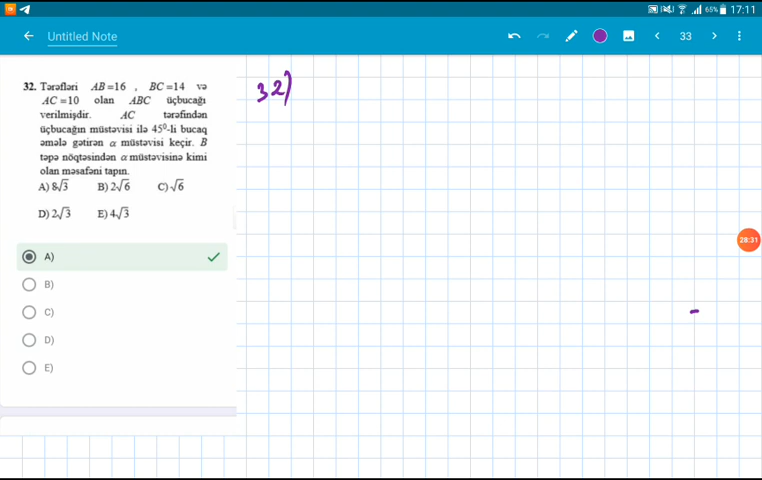 65% 17:11
Untitled Note
33
32. Tərəfləri AB=16 , BC=14 və
AC=10 olan ABC üçbucağı
verilmişdir. AC tərəfindən
üçbucağın müstəvisi ilə 45⁰-li bucaq
əmələ gətirən α müstəvisi keçir. B
təpə nöqtəsindən α müstəvisinə kimi
olan məsafəni tapın.
A) 8√3 B) 2√6 C) √6
D) 2√3 E) 4√3
32)
28:31
A)
B)
C)
D)
E)